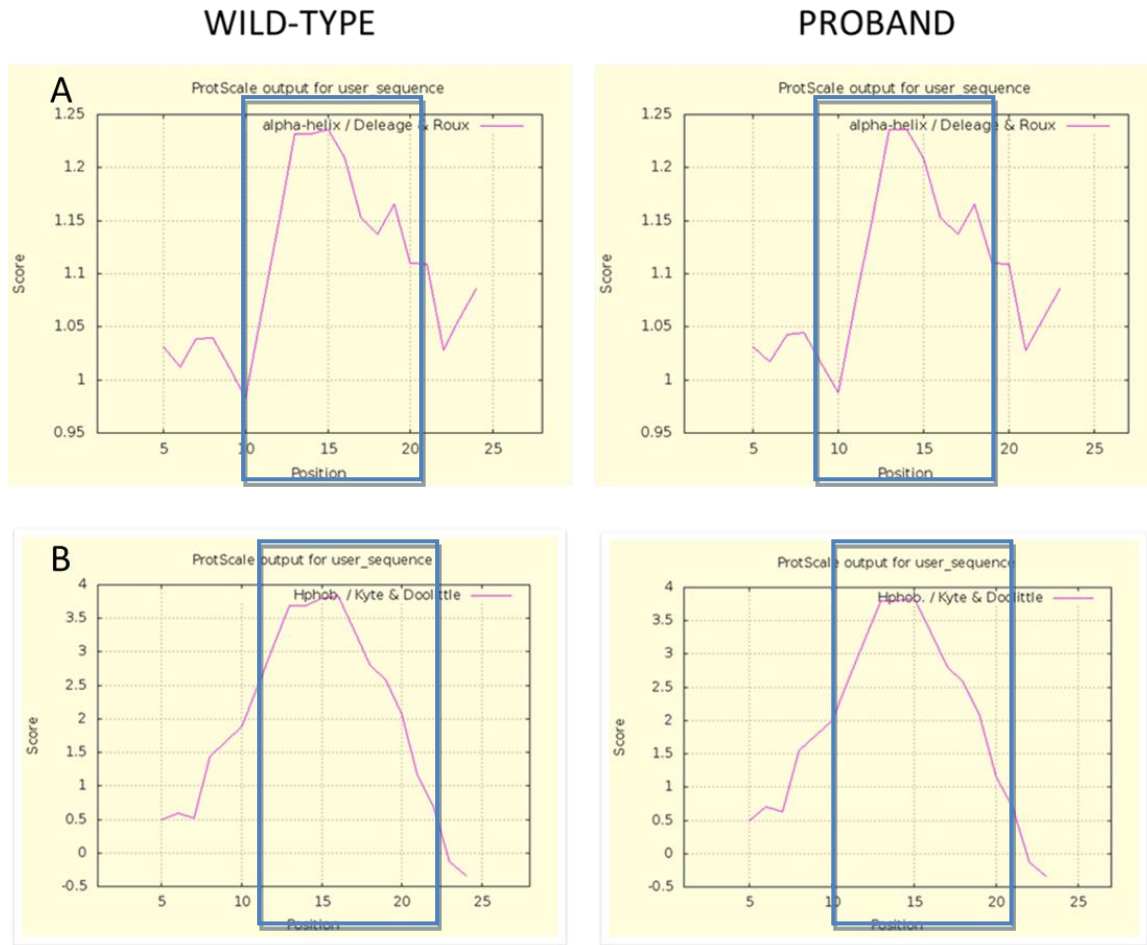 WILD-TYPE
PROBAND
A
ProtScale output for user_sequence
alpha-helix / Deleage & Roux
1.25
1.2
1.15
1.1
1.05
1
0.95
Score
5 10 15 20 25
Position
ProtScale output for user_sequence
alpha-helix / Deleage & Roux
1.25
1.2
1.15
1.1
1.05
1
0.95
Score
5 10 15 20 25
Position
B
ProtScale output for user_sequence
Hphob. / Kyte & Doolittle
4
3.5
3
2.5
2
1.5
1
0.5
0
-0.5
Score
5 10 15 20 25
Position
ProtScale output for user_sequence
Hphob. / Kyte & Doolittle
4
3.5
3
2.5
2
1.5
1
0.5
0
-0.5
Score
5 10 15 20 25
Position